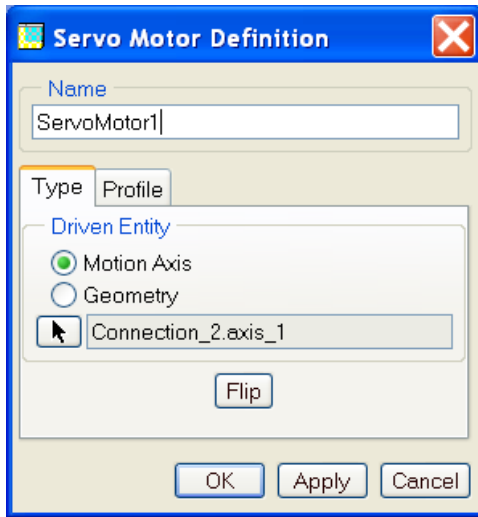 Servo Motor Definition
Name
ServoMotor1
Type Profile
Driven Entity
Motion Axis
Geometry
Connection_2.axis_1
Flip
OK Apply Cancel